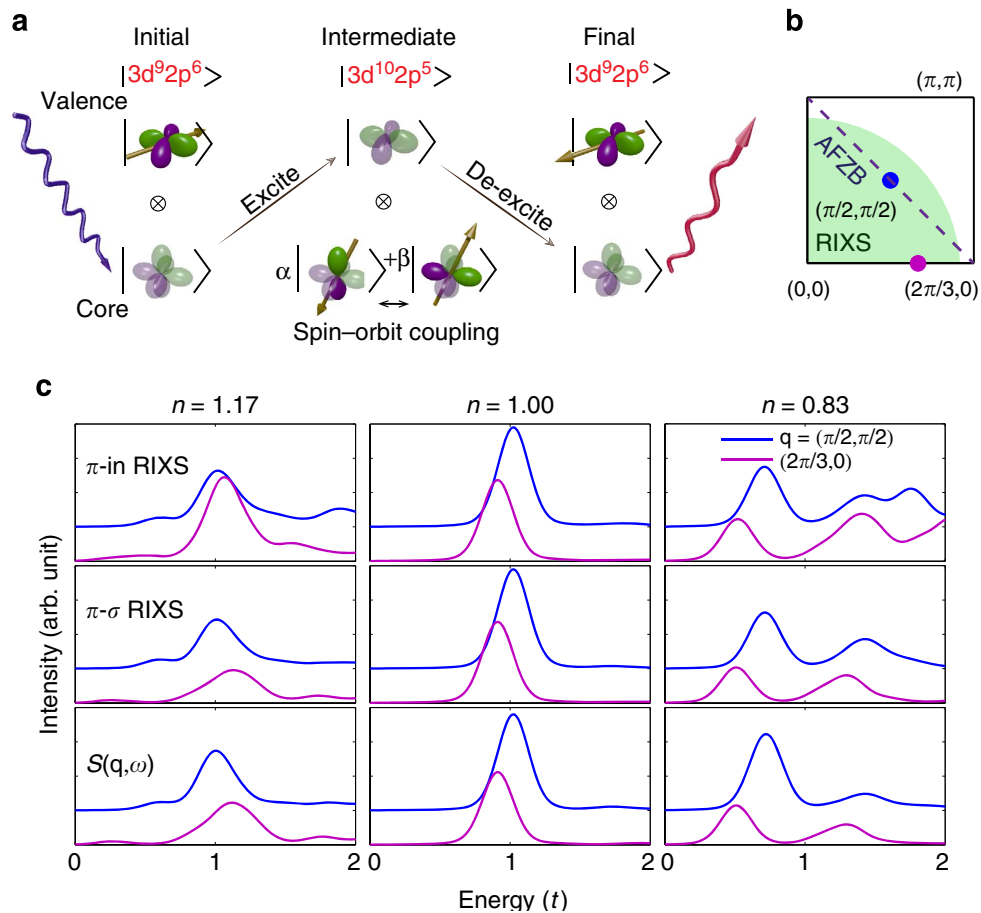 a
Initial
Intermediate
Final
|3d⁹2p⁶⟩
|3d¹⁰2p⁵⟩
|3d⁹2p⁶⟩
Valence
Excite
De-excite
⊗
⊗
⊗
α
+β
Core
Spin–orbit coupling
b
(π,π)
AFZB
(π/2,π/2)
RIXS
(0,0)
(2π/3,0)
c
n = 1.17
n = 1.00
n = 0.83
π-in RIXS
q = (π/2,π/2)
(2π/3,0)
π-σ RIXS
S(q,ω)
Intensity (arb. unit)
0
1
2
0
1
2
0
1
2
Energy (t)